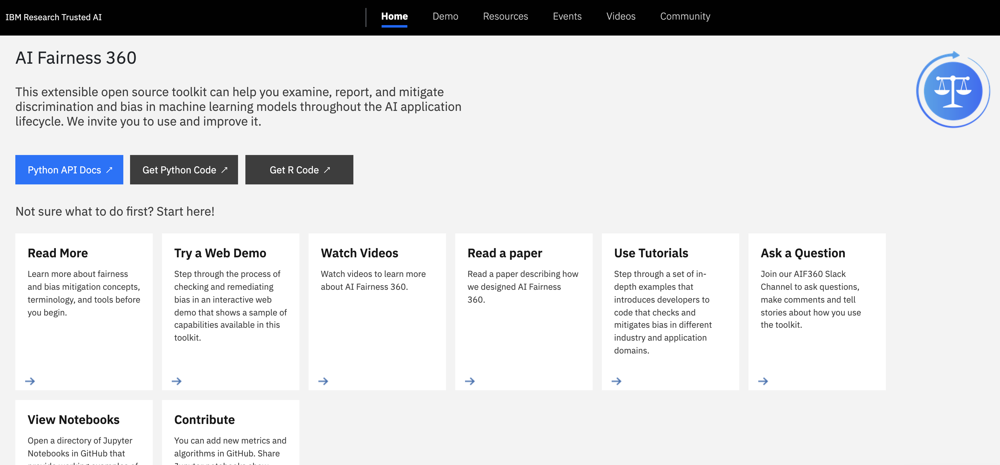 IBM Research Trusted AI
Home
Demo
Resources
Events
Videos
Community
AI Fairness 360
This extensible open source toolkit can help you examine, report, and mitigate
discrimination and bias in machine learning models throughout the AI application
lifecycle. We invite you to use and improve it.
Python API Docs ↗
Get Python Code ↗
Get R Code ↗
Not sure what to do first? Start here!
Read More
Learn more about fairness
and bias mitigation concepts,
terminology, and tools before
you begin.
Try a Web Demo
Step through the process of
checking and remediating
bias in an interactive web
demo that shows a sample of
capabilities available in this
toolkit.
Watch Videos
Watch videos to learn more
about AI Fairness 360.
Read a paper
Read a paper describing how
we designed AI Fairness
360.
Use Tutorials
Step through a set of in-
depth examples that
introduces developers to
code that checks and
mitigates bias in different
industry and application
domains.
Ask a Question
Join our AIF360 Slack
Channel to ask questions,
make comments and tell
stories about how you use
the toolkit.
View Notebooks
Open a directory of Jupyter
Notebooks in GitHub that
provide working examples of
Contribute
You can add new metrics and
algorithms in GitHub. Share
Jupyter notebooks show